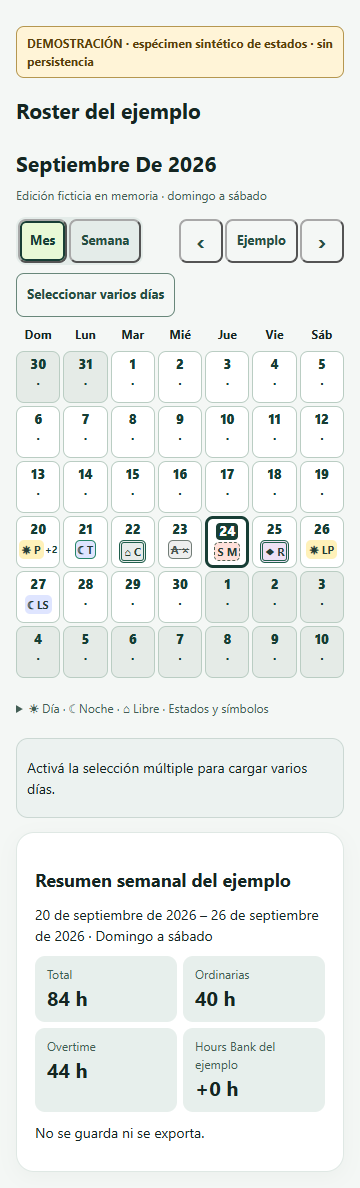 DEMOSTRACIÓN · espécimen sintético de estados · sin
persistencia
Roster del ejemplo
Septiembre De 2026
Edición ficticia en memoria · domingo a sábado
Mes Semana ‹ Ejemplo ›
Seleccionar varios días
Dom Lun Mar Mié Jue Vie Sáb
30 31 1 2 3 4 5
· · · · · · ·
6 7 8 9 10 11 12
· · · · · · ·
13 14 15 16 17 18 19
· · · · · · ·
20 21 22 23 24 25 26
☀ P +2 ☾ T ⌂ C A × S M ◆ R ☀ LP
27 28 29 30 1 2 3
☾ LS · · · · · ·
4 5 6 7 8 9 10
· · · · · · ·
▶ ☀ Día · ☾ Noche · ⌂ Libre · Estados y símbolos
Activá la selección múltiple para cargar varios
días.
Resumen semanal del ejemplo
20 de septiembre de 2026 – 26 de septiembre
de 2026 · Domingo a sábado
Total
84 h
Ordinarias
40 h
Overtime
44 h
Hours Bank del
ejemplo
+0 h
No se guarda ni se exporta.